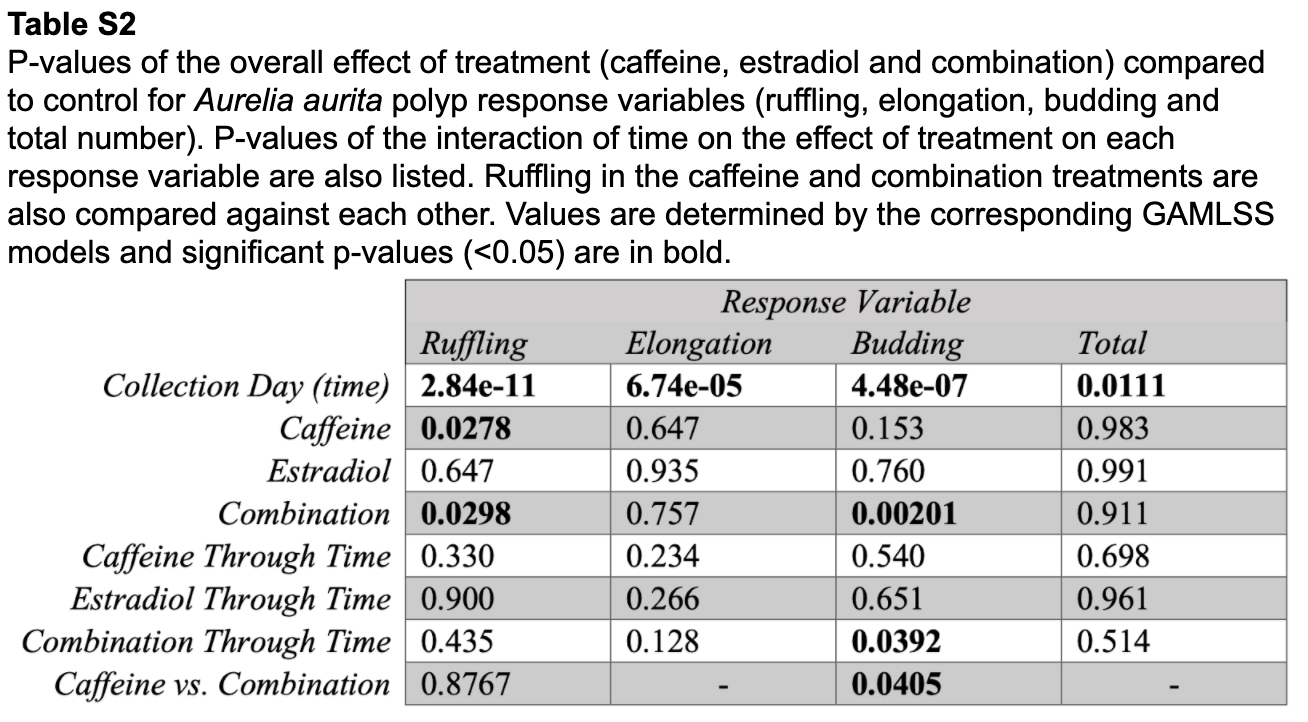 Table S2
P-values of the overall effect of treatment (caffeine, estradiol and combination) compared
to control for Aurelia aurita polyp response variables (ruffling, elongation, budding and
total number). P-values of the interaction of time on the effect of treatment on each
response variable are also listed. Ruffling in the caffeine and combination treatments are
also compared against each other. Values are determined by the corresponding GAMLSS
models and significant p-values (<0.05) are in bold.
Response Variable
Ruffling Elongation Budding Total
Collection Day (time) 2.84e-11 6.74e-05 4.48e-07 0.0111
Caffeine 0.0278 0.647 0.153 0.983
Estradiol 0.647 0.935 0.760 0.991
Combination 0.0298 0.757 0.00201 0.911
Caffeine Through Time 0.330 0.234 0.540 0.698
Estradiol Through Time 0.900 0.266 0.651 0.961
Combination Through Time 0.435 0.128 0.0392 0.514
Caffeine vs. Combination 0.8767 - 0.0405 -